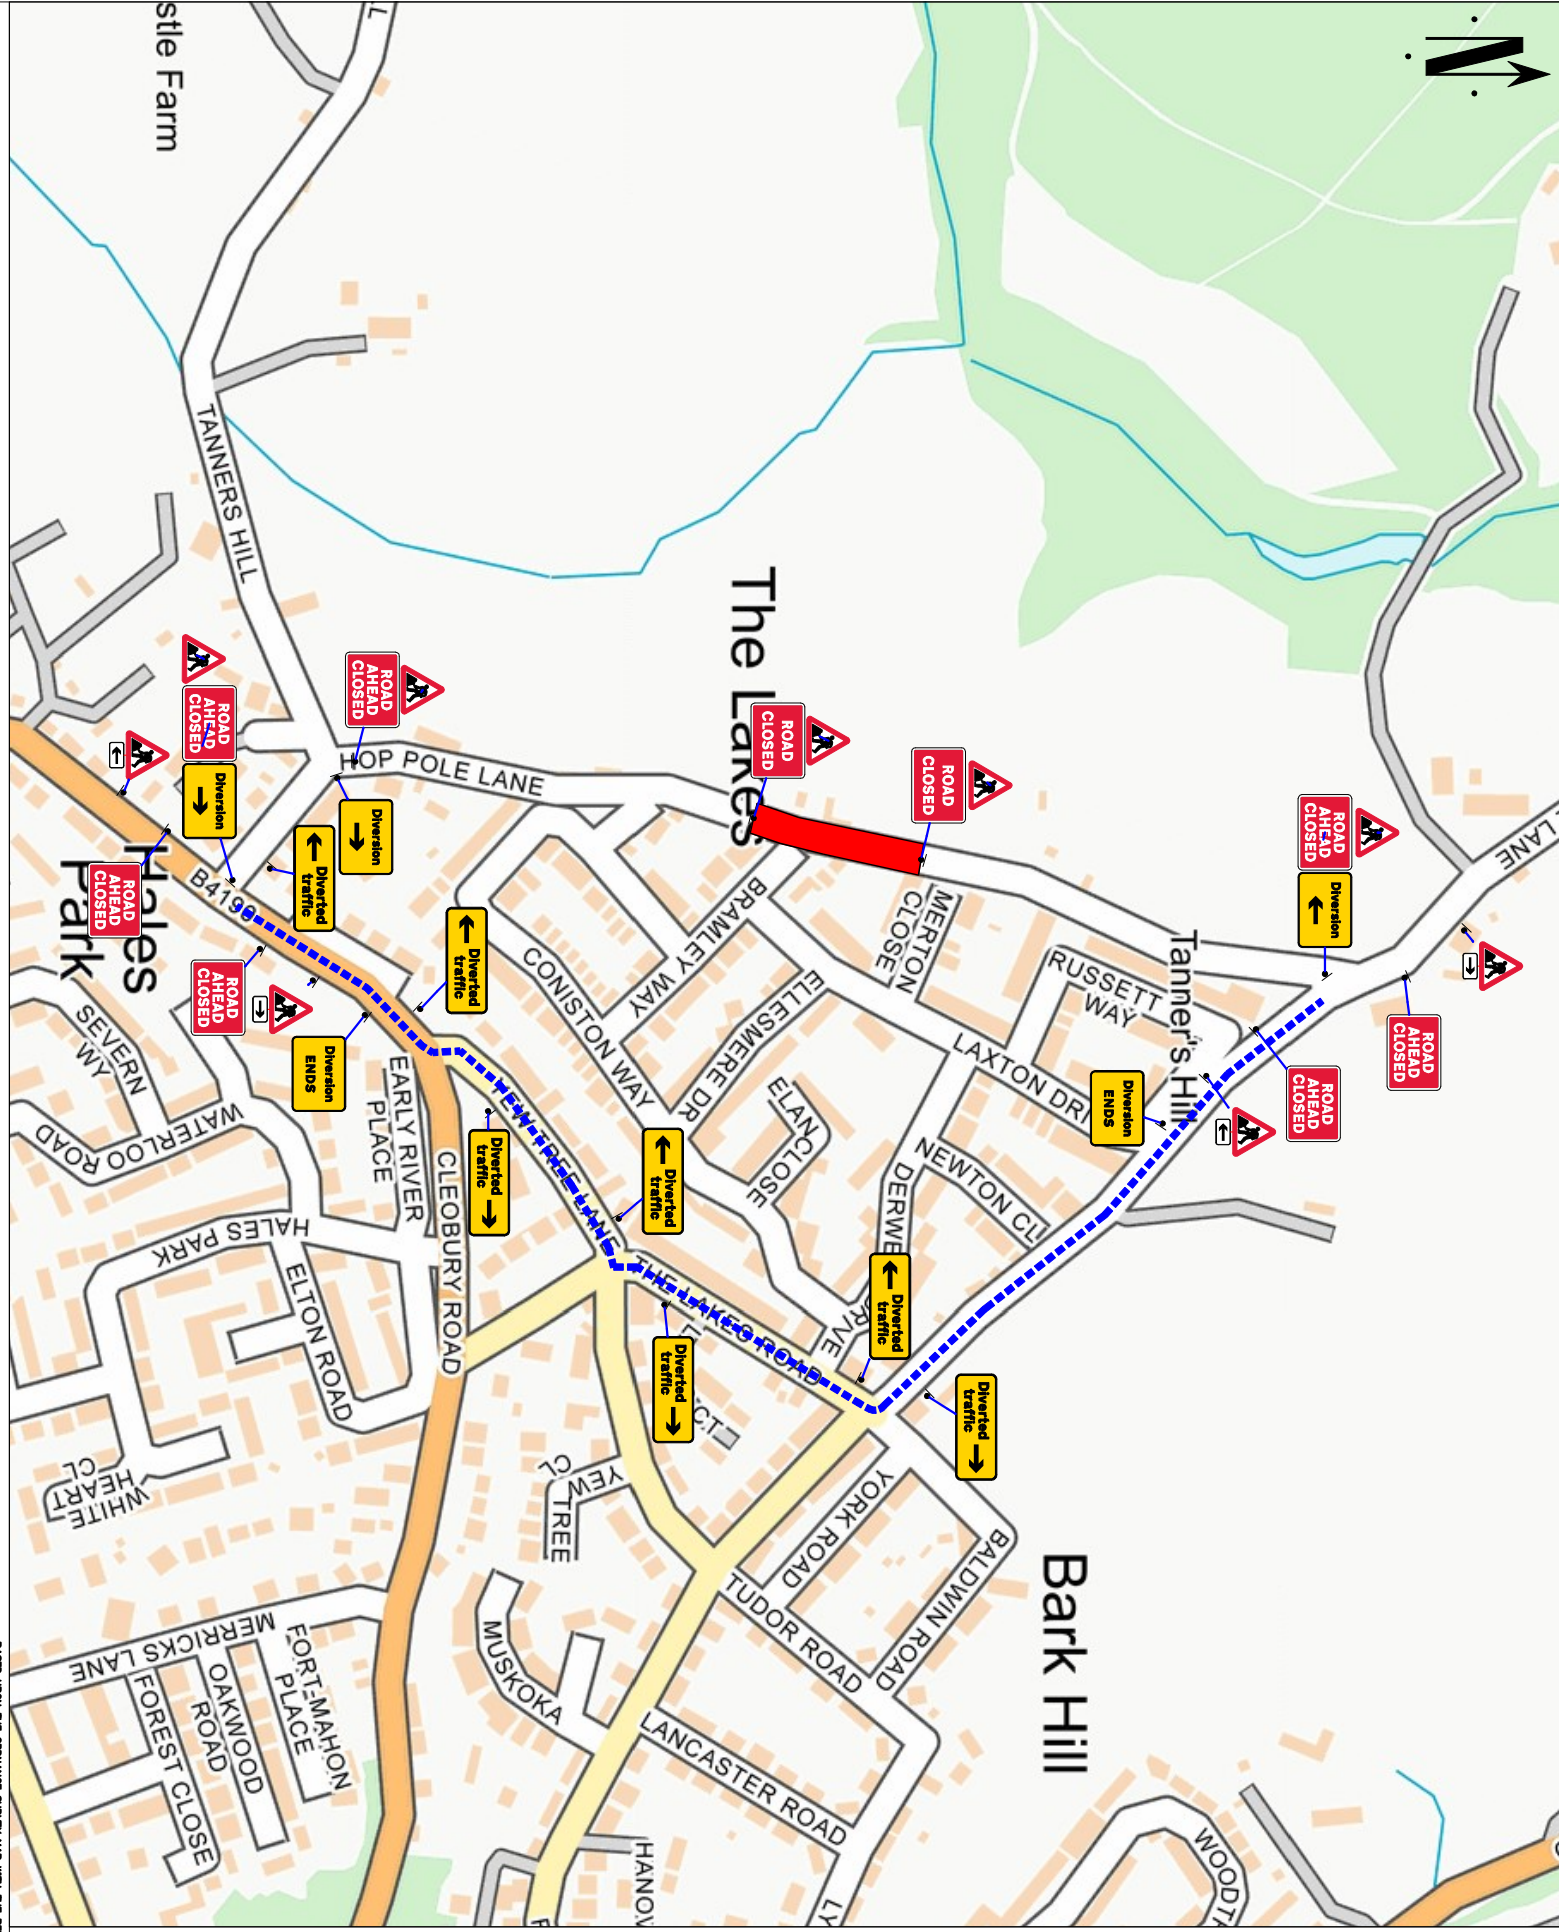 N
stle Farm
LANE
TANNERS HILL
HOP POLE LANE
The Lakes
ROAD
AHEAD
CLOSED
ROAD
AHEAD
CLOSED
ROAD
CLOSED
ROAD
CLOSED
ROAD
AHEAD
CLOSED
Diversion
Diversion
Diversion
Diverted
traffic
Diverted
traffic
ROAD
AHEAD
CLOSED
ROAD
AHEAD
CLOSED
ROAD
AHEAD
CLOSED
ROAD
AHEAD
CLOSED
Diversion
ENDS
Diversion
ENDS
B4190
Hales
Park
BRAMLEY WAY
MERTON
CLOSE
RUSSETT
WAY
Tanner's Hill
CONISTON WAY
ELLESMERE DR
ELAN CLOSE
NEWTON CL
SEVERN
WY
WATERLOO ROAD
EARLY RIVER
PLACE
CLEOBURY ROAD
Diverted
traffic
Diverted
traffic
Diverted
traffic
Diverted
traffic
Diverted
traffic
THE LAKES ROAD
HALES PARK
ELTON ROAD
WHITE
HEART
CL
YEW
TREE
CL
CT
YORK ROAD
BALDWIN ROAD
TUDOR ROAD
Bark Hill
MUSKOKA
LANCASTER ROAD
MERRICKS LANE
FORT-MAHON
PLACE
OAKWOOD
ROAD
FOREST CLOSE